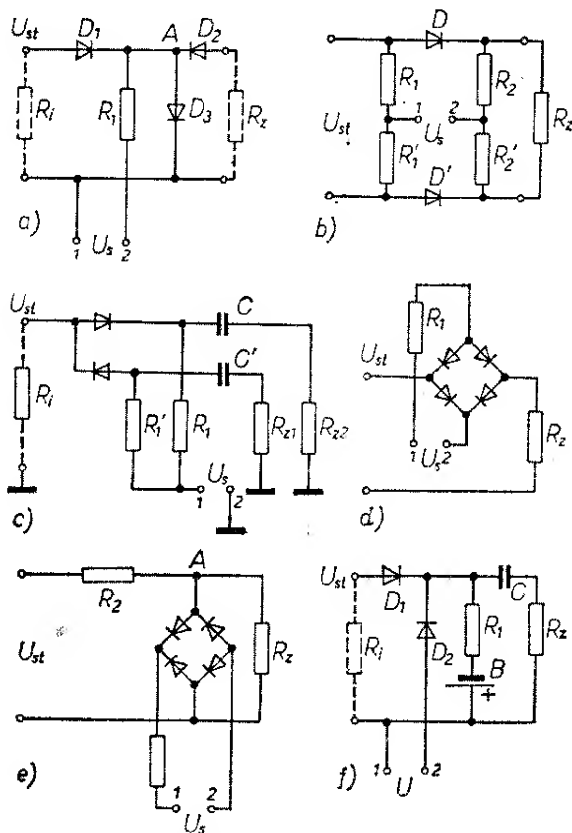 U_st D_1 A D_2
R_i R_1 D_3 R_z
a) 1 U_s 2
D
R_1 R_2
U_st 1 U_s 2 R_z
R_1' R_2'
b) D'
U_st C
C'
R_i R_1' R_1 R_z1 R_z2
U_s
1 2
c)
R_1
U_st
1 U_s 2 R_z
d)
A
R_2
U_st R_z
1 2
e) U_s
U_st D_1 C
R_i D_2 R_1 R_z
B
+
f) 1 U 2